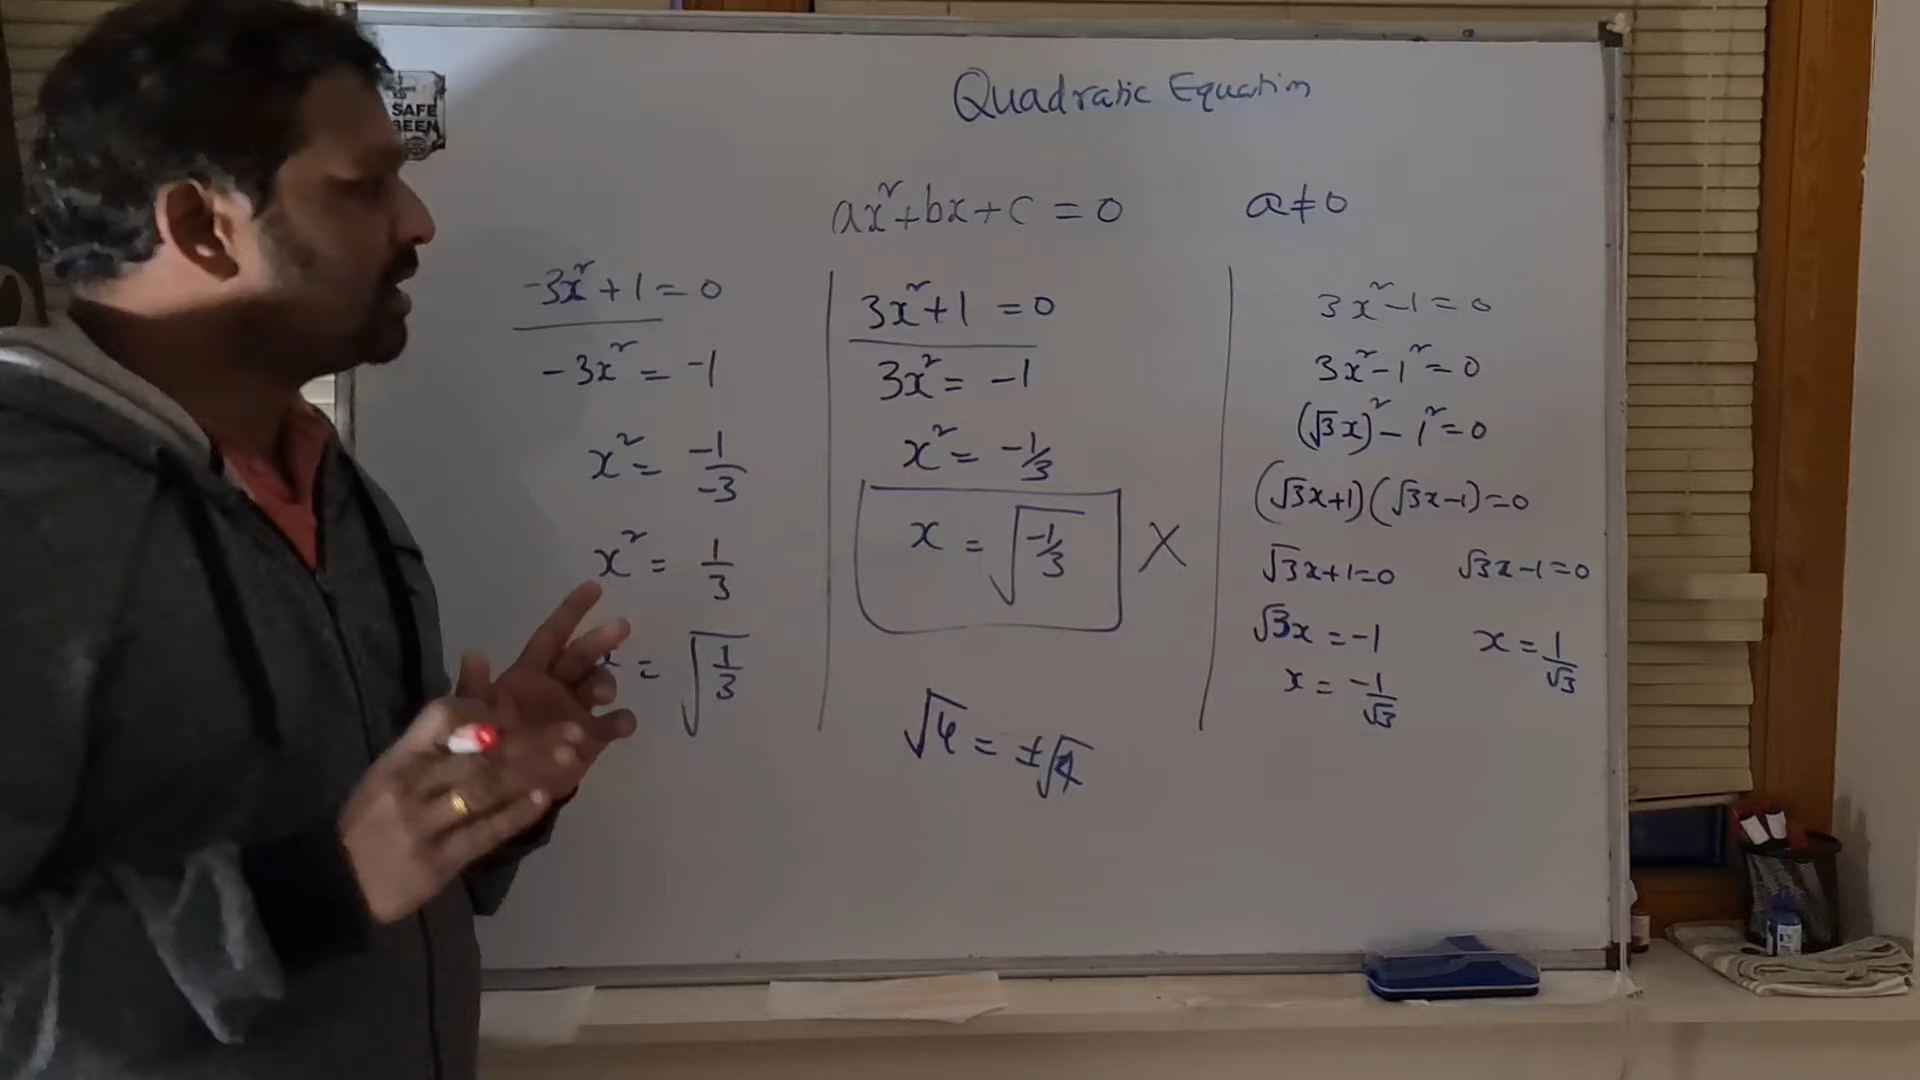 SAFE
BEEN
Quadratic Equation
ax²+bx+c = 0 a≠0
-3x²+1=0
-3x² = -1
x² = -1/-3
x² = 1/3
= √(1/3)
3x²+1 = 0
3x² = -1
x² = -1/3
x = √(-1/3) X
3x²-1=0
3x²-1²=0
(√3x)²-1²=0
(√3x+1)(√3x-1)=0
√3x+1=0 √3x-1=0
√3x=-1 x=1/√3
x=-1/√3